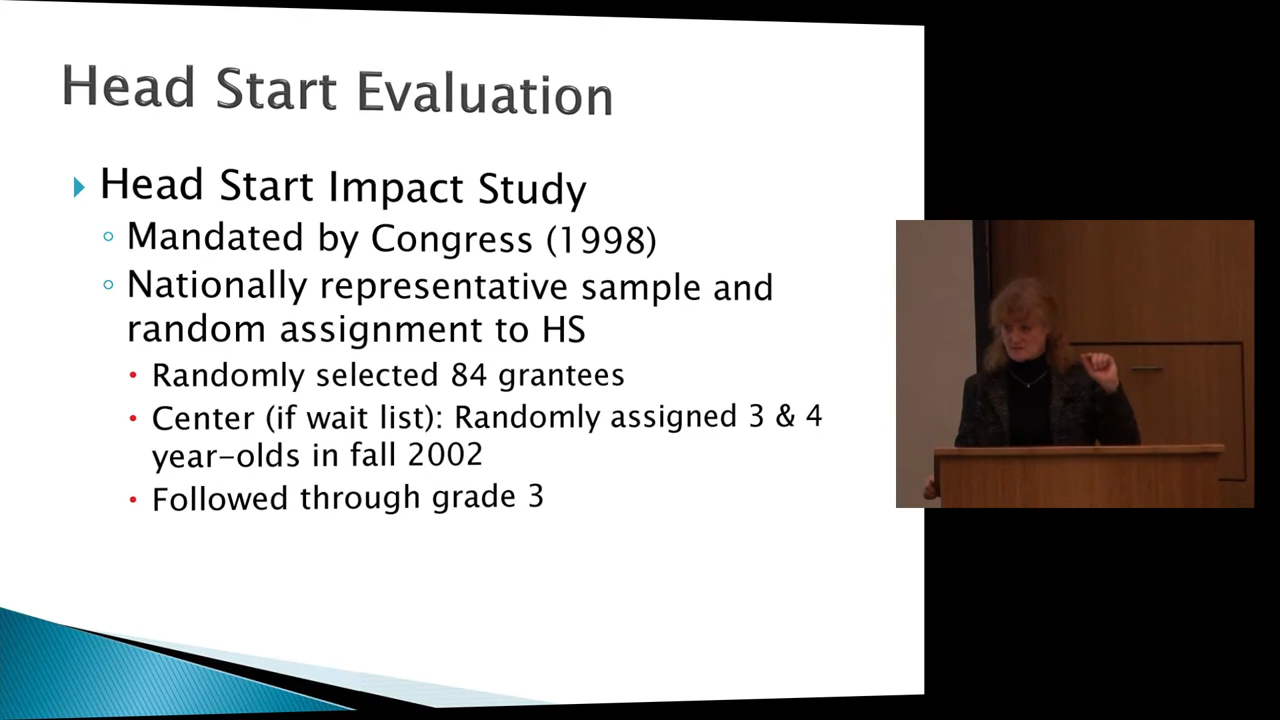 Head Start Evaluation
Head Start Impact Study
Mandated by Congress (1998)
Nationally representative sample and
random assignment to HS
Randomly selected 84 grantees
Center (if wait list): Randomly assigned 3 & 4
year-olds in fall 2002
Followed through grade 3